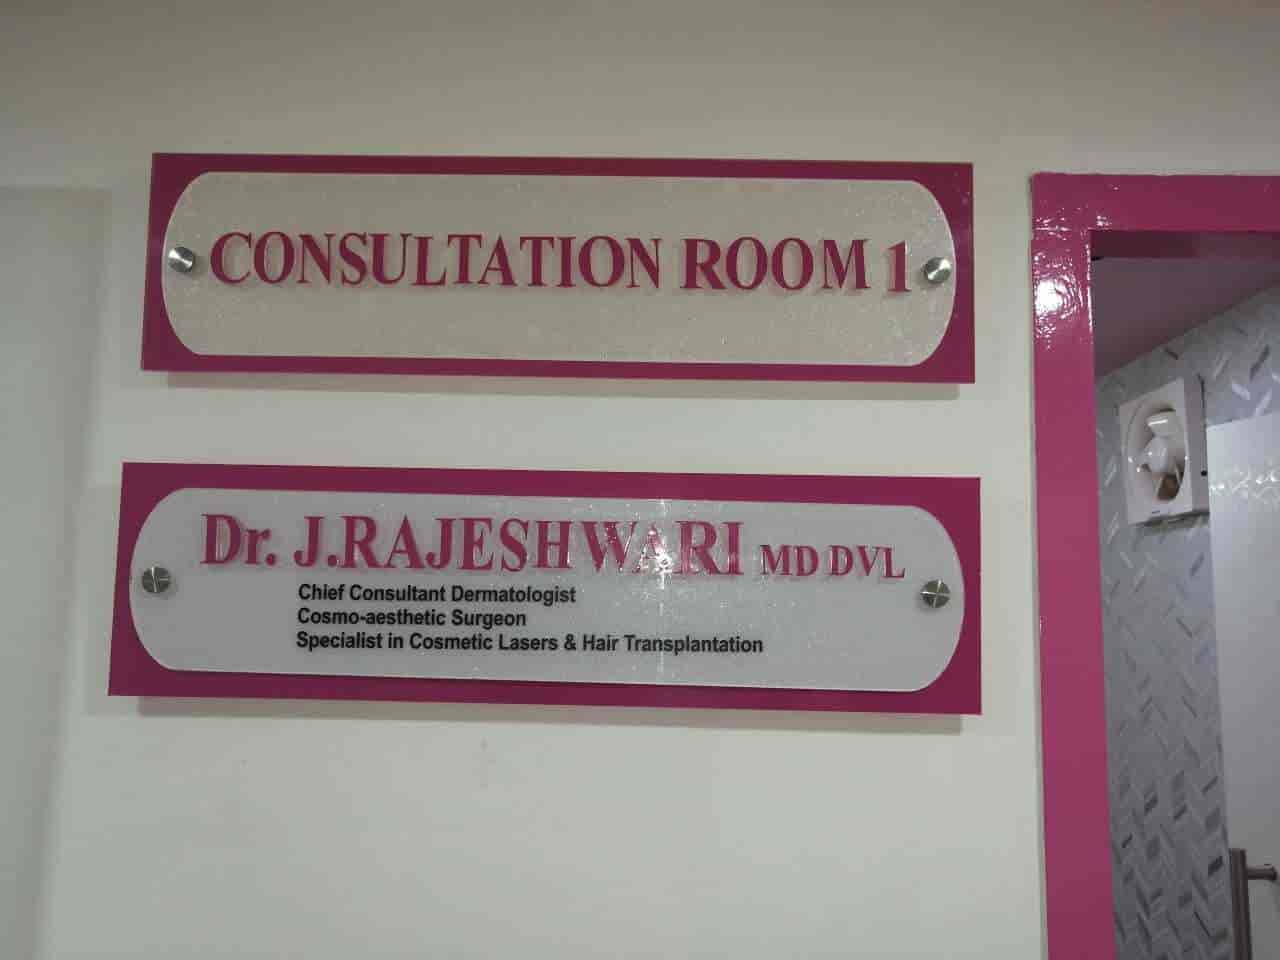 CONSULTATION ROOM 1
Dr. J.RAJESHWARI MD DVL
Chief Consultant Dermatologist
Cosmo-aesthetic Surgeon
Specialist in Cosmetic Lasers & Hair Transplantation